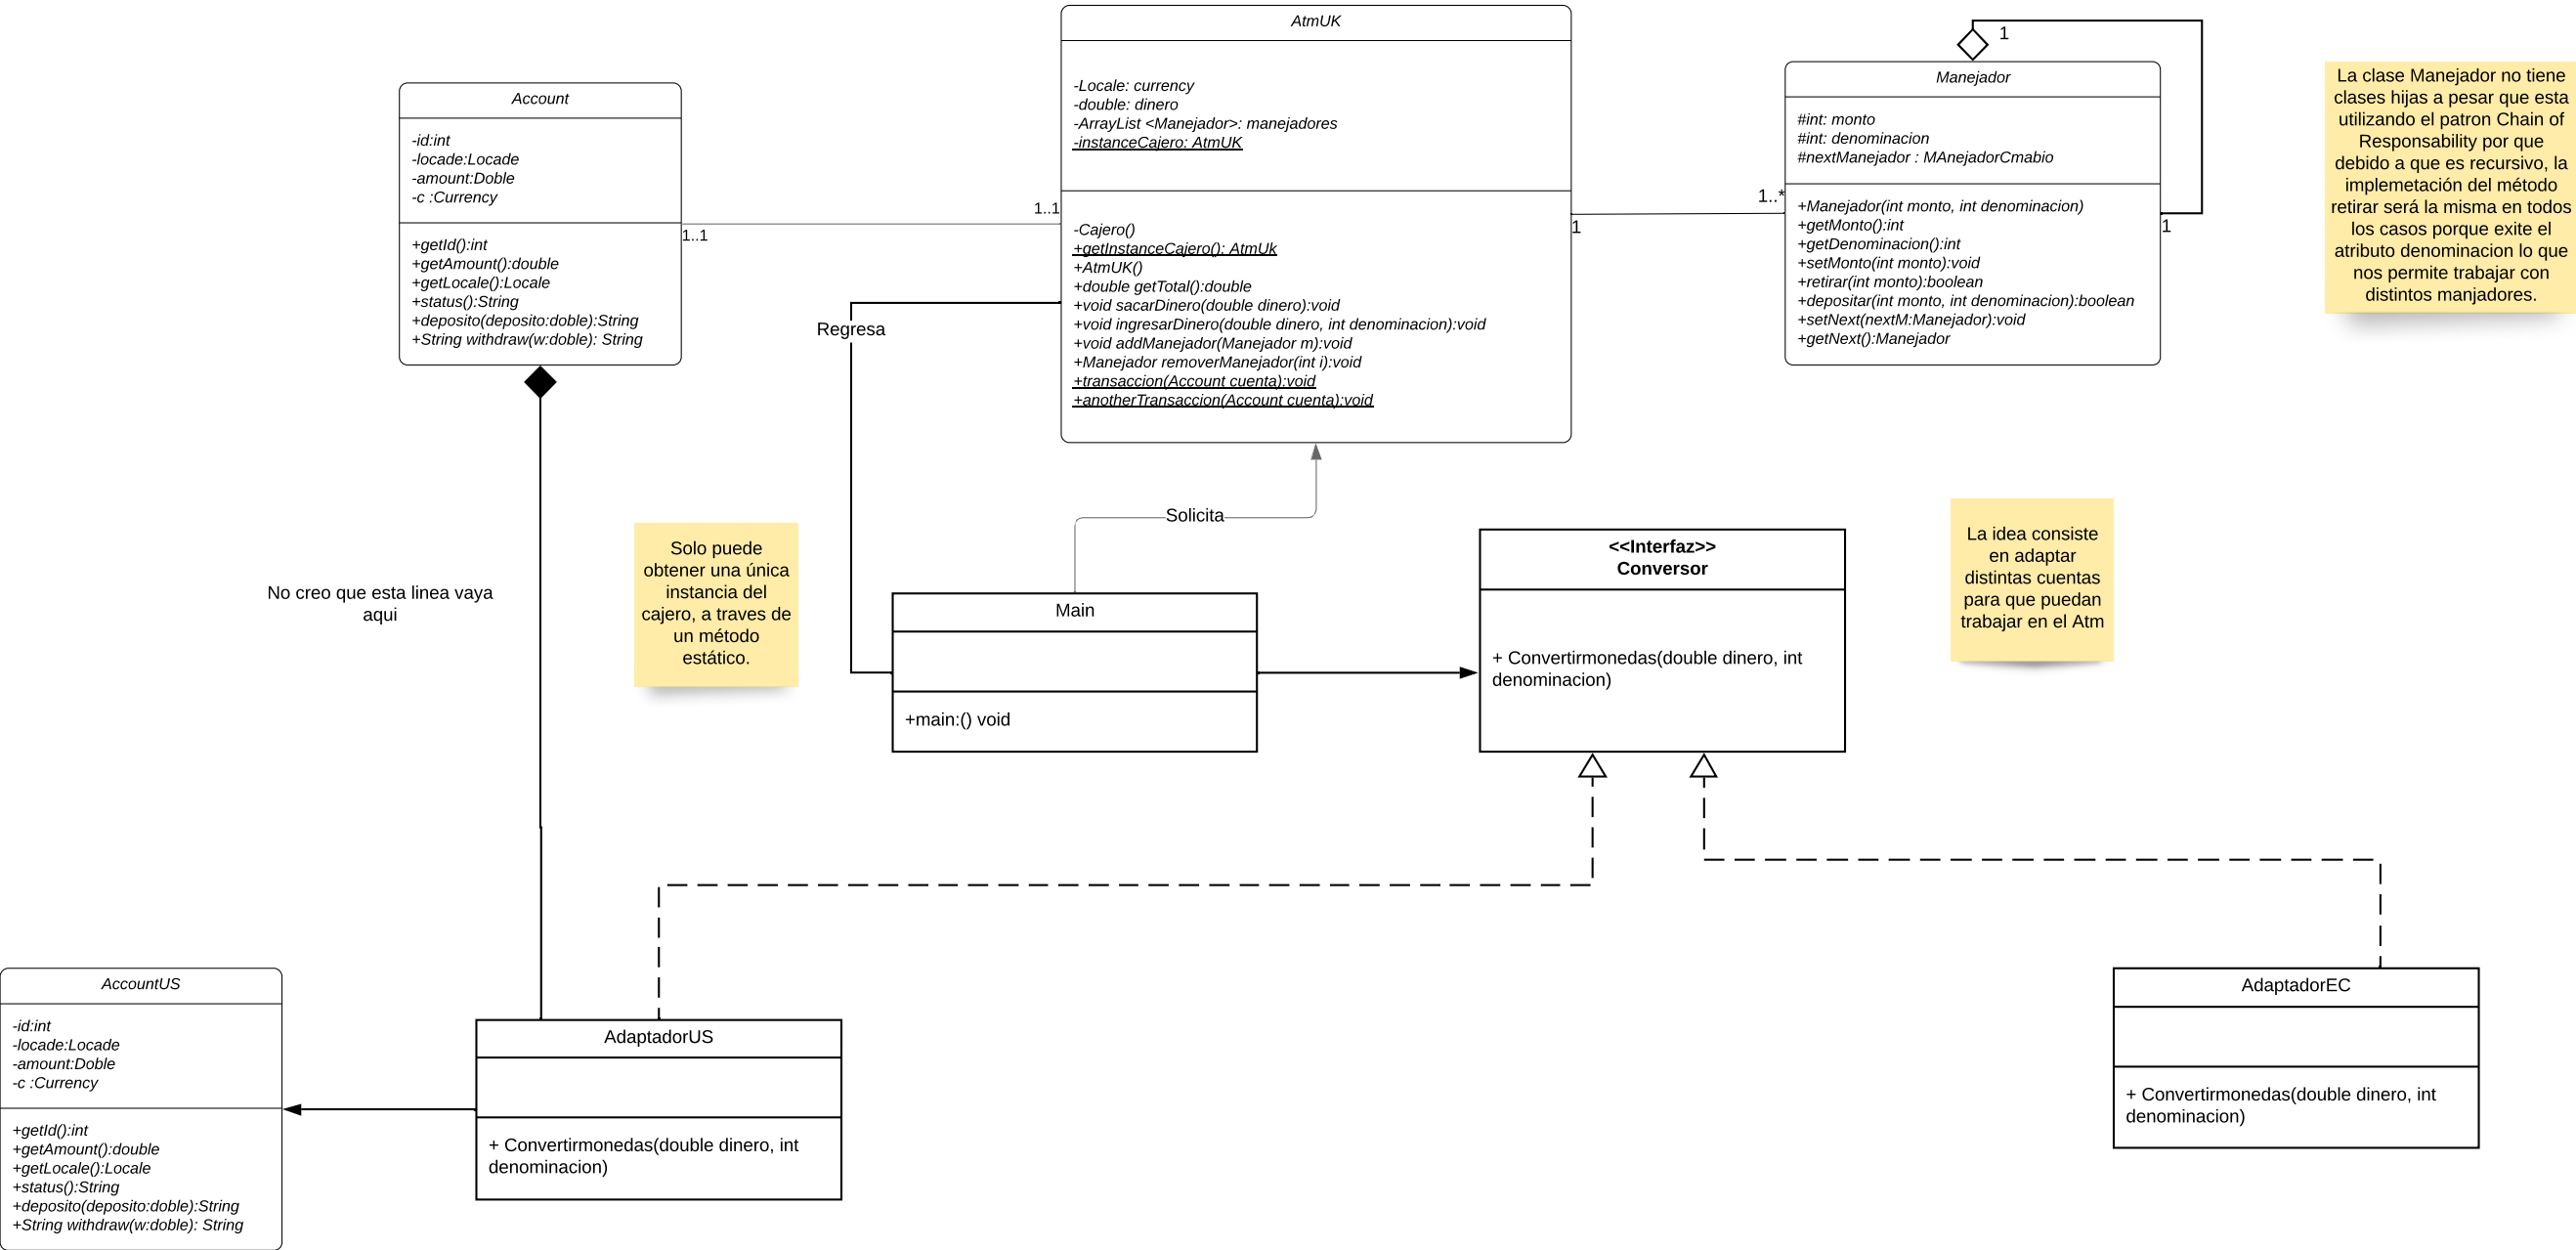 AtmUK
-Locale: currency
-double: dinero
-ArrayList <Manejador>: manejadores
-instanceCajero: AtmUK
-Cajero()
+getInstanceCajero(): AtmUk
+AtmUK()
+double getTotal():double
+void sacarDinero(double dinero):void
+void ingresarDinero(double dinero, int denominacion):void
+void addManejador(Manejador m):void
+Manejador removerManejador(int i):void
+transaccion(Account cuenta):void
+anotherTransaccion(Account cuenta):void
Account
-id:int
-locade:Locade
-amount:Doble
-c :Currency
+getId():int
+getAmount():double
+getLocale():Locale
+status():String
+deposito(deposito:doble):String
+String withdraw(w:doble): String
1..1
1..1
1
1..*
Manejador
#int: monto
#int: denominacion
#nextManejador : MAnejadorCmabio
+Manejador(int monto, int denominacion)
+getMonto():int
+getDenominacion():int
+setMonto(int monto):void
+retirar(int monto):boolean
+depositar(int monto, int denominacion):boolean
+setNext(nextM:Manejador):void
+getNext():Manejador
1
1
La clase Manejador no tiene
clases hijas a pesar que esta
utilizando el patron Chain of
Responsability por que
debido a que es recursivo, la
implemetación del método
retirar será la misma en todos
los casos porque exite el
atributo denominacion lo que
nos permite trabajar con
distintos manjadores.
Regresa
Solicita
No creo que esta linea vaya
aqui
Solo puede
obtener una única
instancia del
cajero, a traves de
un método
estático.
Main
+main:() void
<<Interfaz>>
Conversor
+ Convertirmonedas(double dinero, int
denominacion)
La idea consiste
en adaptar
distintas cuentas
para que puedan
trabajar en el Atm
AccountUS
-id:int
-locade:Locade
-amount:Doble
-c :Currency
+getId():int
+getAmount():double
+getLocale():Locale
+status():String
+deposito(deposito:doble):String
+String withdraw(w:doble): String
AdaptadorUS
+ Convertirmonedas(double dinero, int
denominacion)
AdaptadorEC
+ Convertirmonedas(double dinero, int
denominacion)